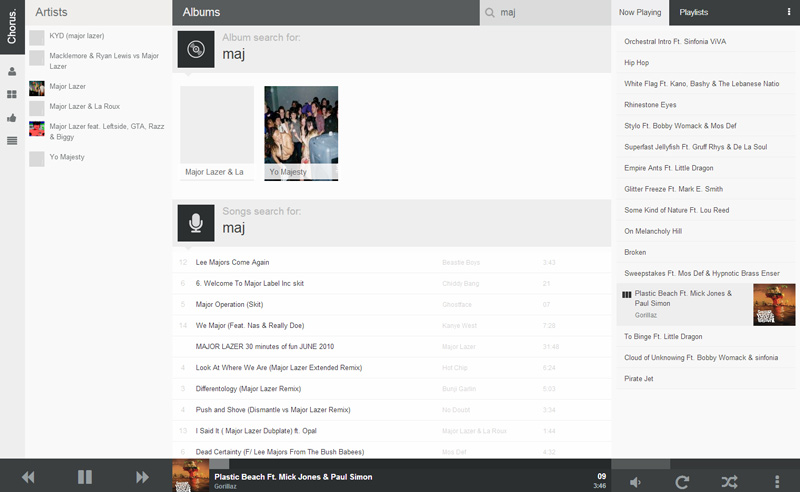 Chorus.
Artists
KYD (major lazer)
Macklemore & Ryan Lewis vs Major
Lazer
Major Lazer
Major Lazer & La Roux
Major Lazer feat. Leftside, GTA, Razz
& Biggy
Yo Majesty
Albums
maj
Album search for:
maj
Major Lazer & La
Yo Majesty
Songs search for:
maj
12 Lee Majors Come Again Beastie Boys 3:43
6 6. Welcome To Major Label Inc skit Chiddy Bang 21
5 Major Operation (Skit) Ghostface 07
14 We Major (Feat. Nas & Really Doe) Kanye West 7:28
MAJOR LAZER 30 minutes of fun JUNE 2010 Major Lazer 31:48
4 Look At Where We Are (Major Lazer Extended Remix) Hot Chip 5:24
3 Differentology (Major Lazer Remix) Bunji Garlin 5:03
4 Push and Shove (Dismantle vs Major Lazer Remix) No Doubt 3:34
13 I Said It ( Major Lazer Dubplate) ft. Opal Major Lazer & La Roux 1:44
8 Dead Certainty (F/ Lee Majors From The Bush Babees) Mos Def 4:32
Now Playing
Playlists
Orchestral Intro Ft. Sinfonia ViVA
Hip Hop
White Flag Ft. Kano, Bashy & The Lebanese Natio
Rhinestone Eyes
Stylo Ft. Bobby Womack & Mos Def
Superfast Jellyfish Ft. Gruff Rhys & De La Soul
Empire Ants Ft. Little Dragon
Glitter Freeze Ft. Mark E. Smith
Some Kind of Nature Ft. Lou Reed
On Melancholy Hill
Broken
Sweepstakes Ft. Mos Def & Hypnotic Brass Enser
Plastic Beach Ft. Mick Jones &
Paul Simon
Gorillaz
To Binge Ft. Little Dragon
Cloud of Unknowing Ft. Bobby Womack & sinfonia
Pirate Jet
Plastic Beach Ft. Mick Jones & Paul Simon 09
Gorillaz 3:46